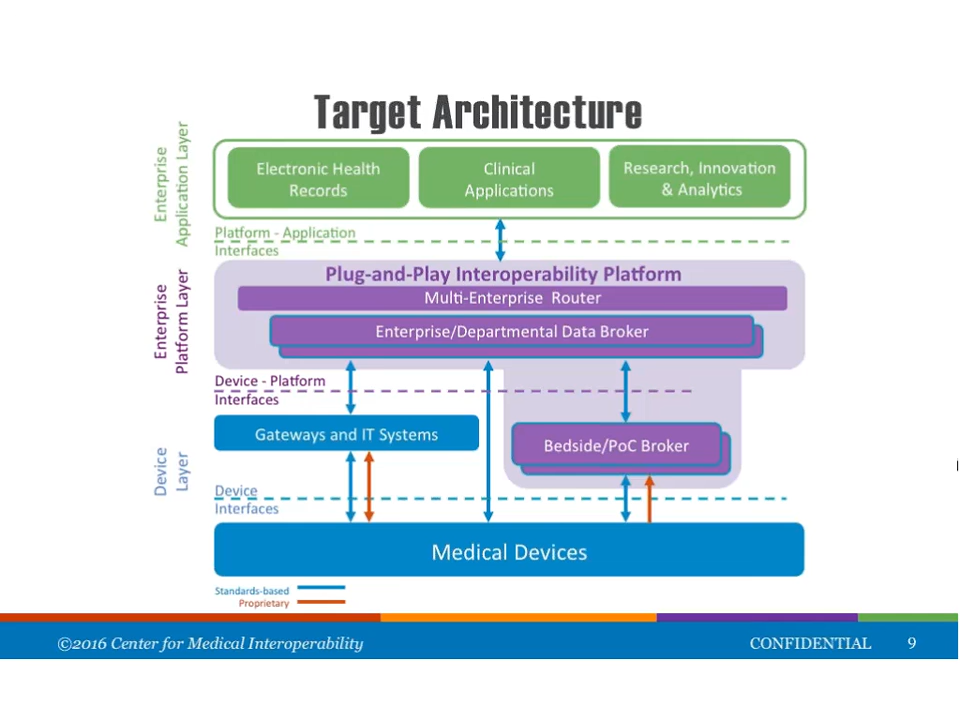 Target Architecture
Enterprise
Application Layer
Electronic Health
Records
Clinical
Applications
Research, Innovation
& Analytics
Platform - Application
Interfaces
Enterprise
Platform Layer
Plug-and-Play Interoperability Platform
Multi-Enterprise Router
Enterprise/Departmental Data Broker
Device - Platform
Interfaces
Device
Layer
Gateways and IT Systems
Bedside/PoC Broker
Device
Interfaces
Medical Devices
Standards-based
Proprietary
©2016 Center for Medical Interoperability
CONFIDENTIAL
9